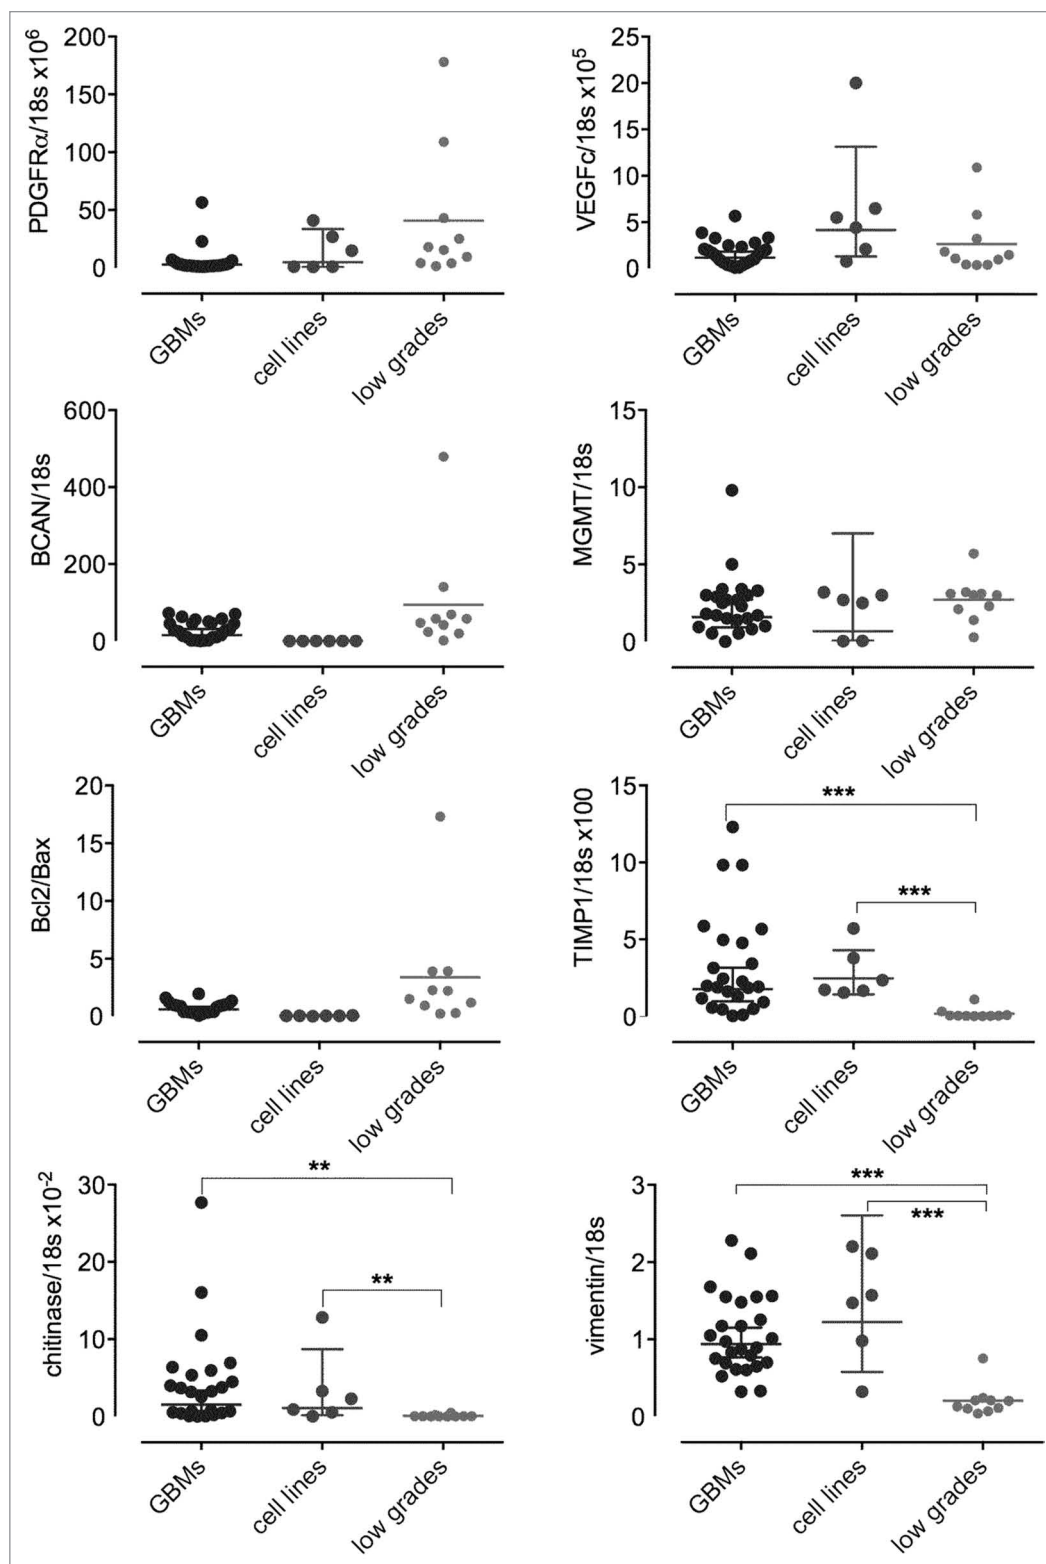 PDGFRα/18s x10⁶
200
150
100
50
0
GBMs
cell lines
low grades
VEGFc/18s x10⁵
25
20
15
10
5
0
GBMs
cell lines
low grades
BCAN/18s
600
400
200
0
GBMs
cell lines
low grades
MGMT/18s
15
10
5
0
GBMs
cell lines
low grades
Bcl2/Bax
20
15
10
5
0
GBMs
cell lines
low grades
TIMP1/18s x100
15
10
5
0
***
***
GBMs
cell lines
low grades
chitinase/18s x10⁻²
30
20
10
0
**
**
GBMs
cell lines
low grades
vimentin/18s
3
2
1
0
***
***
GBMs
cell lines
low grades